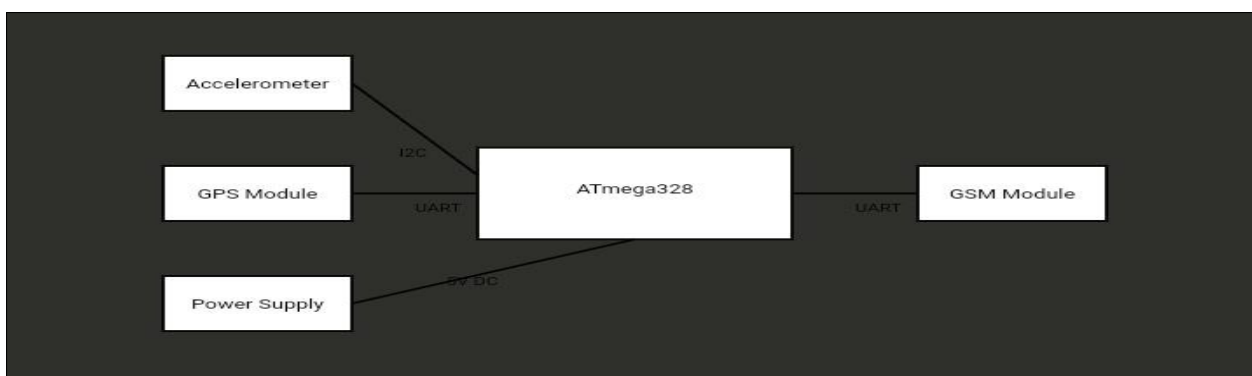 Accelerometer
I2C
GPS Module
UART
ATmega328
UART
GSM Module
Power Supply
5V DC